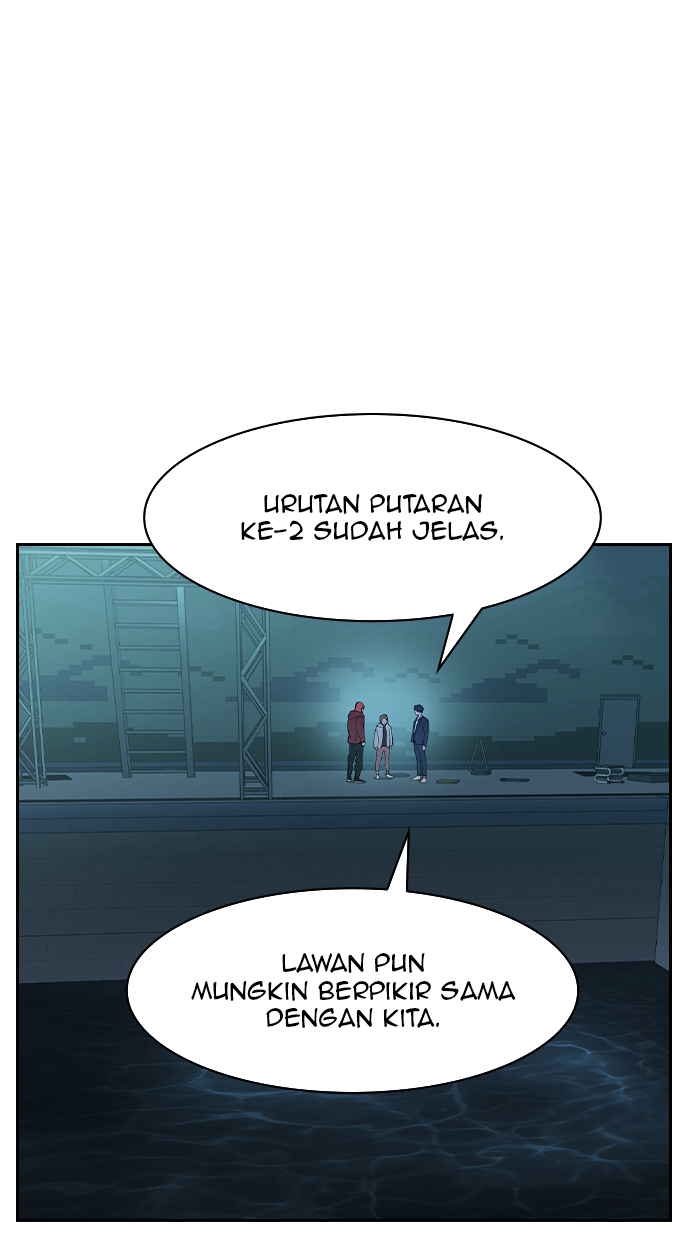 URUTAN PUTARAN
KE-2 SUDAH JELAS.
LAWAN PUN
MUNGKIN BERPIKIR SAMA
DENGAN KITA.